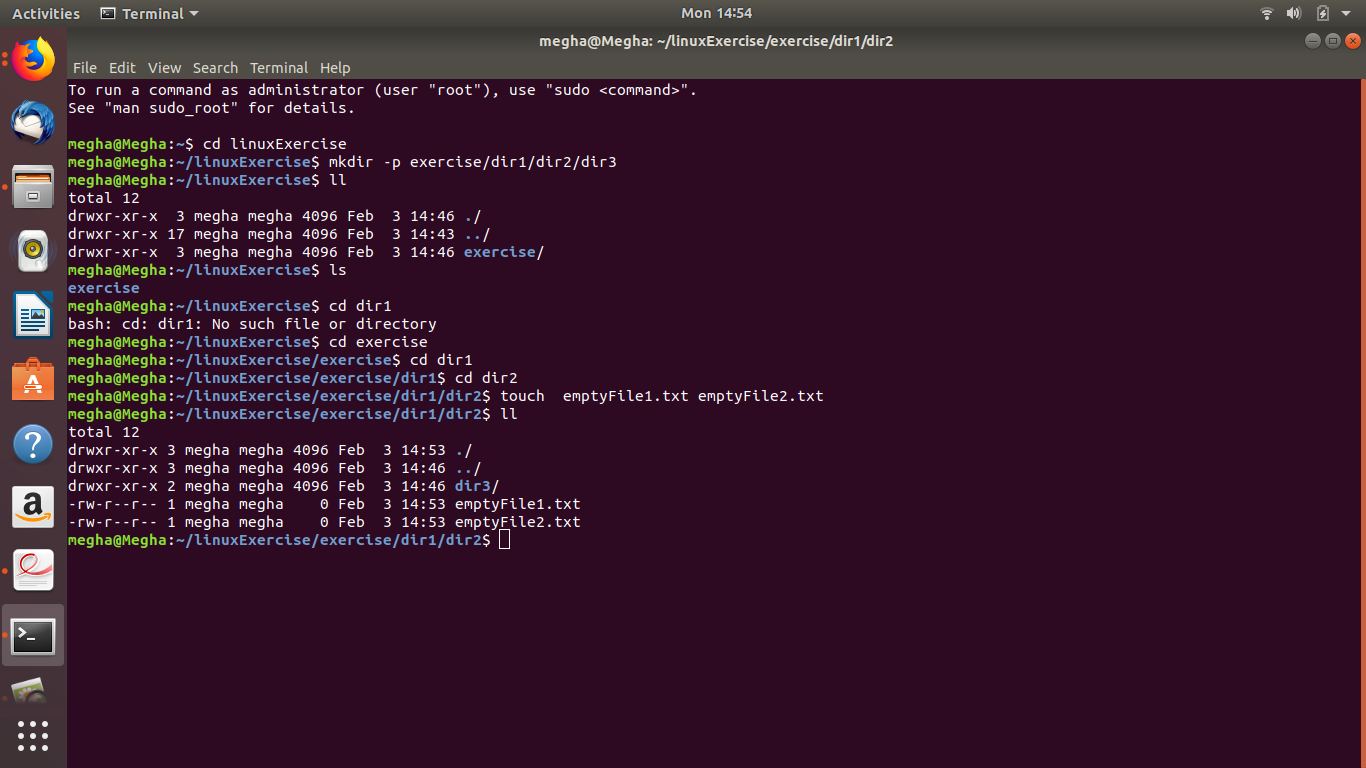 Activities Terminal Mon 14:54
megha@Megha: ~/linuxExercise/exercise/dir1/dir2
File Edit View Search Terminal Help
To run a command as administrator (user "root"), use "sudo <command>".
See "man sudo_root" for details.
megha@Megha:~$ cd linuxExercise
megha@Megha:~/linuxExercise$ mkdir -p exercise/dir1/dir2/dir3
megha@Megha:~/linuxExercise$ ll
total 12
drwxr-xr-x  3 megha megha 4096 Feb  3 14:46 ./
drwxr-xr-x 17 megha megha 4096 Feb  3 14:43 ../
drwxr-xr-x  3 megha megha 4096 Feb  3 14:46 exercise/
megha@Megha:~/linuxExercise$ ls
exercise
megha@Megha:~/linuxExercise$ cd dir1
bash: cd: dir1: No such file or directory
megha@Megha:~/linuxExercise$ cd exercise
megha@Megha:~/linuxExercise/exercise$ cd dir1
megha@Megha:~/linuxExercise/exercise/dir1$ cd dir2
megha@Megha:~/linuxExercise/exercise/dir1/dir2$ touch  emptyFile1.txt emptyFile2.txt
megha@Megha:~/linuxExercise/exercise/dir1/dir2$ ll
total 12
drwxr-xr-x 3 megha megha 4096 Feb  3 14:53 ./
drwxr-xr-x 3 megha megha 4096 Feb  3 14:46 ../
drwxr-xr-x 2 megha megha 4096 Feb  3 14:46 dir3/
-rw-r--r-- 1 megha megha    0 Feb  3 14:53 emptyFile1.txt
-rw-r--r-- 1 megha megha    0 Feb  3 14:53 emptyFile2.txt
megha@Megha:~/linuxExercise/exercise/dir1/dir2$